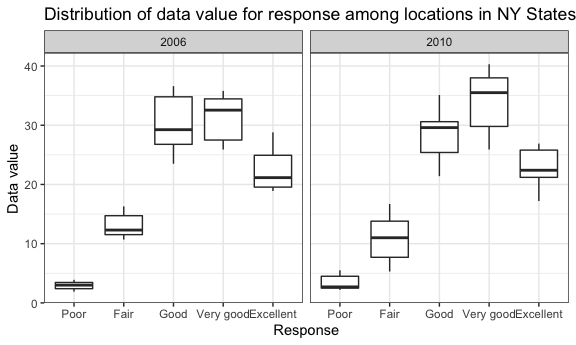 Distribution of data value for response among locations in NY States
2006
2010
Data value
40
30
20
10
0
Poor Fair Good Very good Excellent
Poor Fair Good Very good Excellent
Response